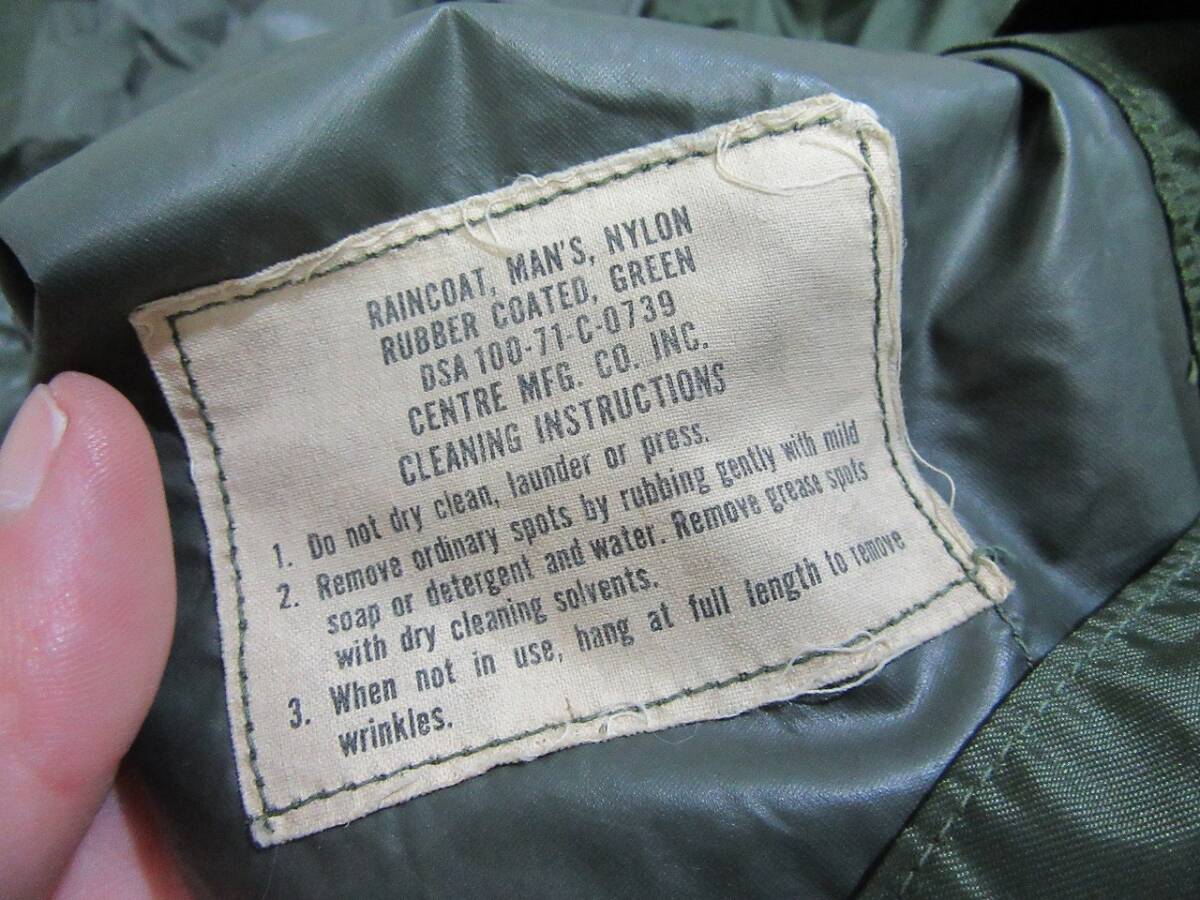 RAINCOAT, MAN'S, NYLON
RUBBER COATED, GREEN
DSA 100-71-C-0739
CENTRE MFG. CO. INC.
CLEANING INSTRUCTIONS
1. Do not dry clean, launder or press.
2. Remove ordinary spots by rubbing gently with mild
soap or detergent and water. Remove grease spots
with dry cleaning solvents.
3. When not in use, hang at full length to remove
wrinkles.